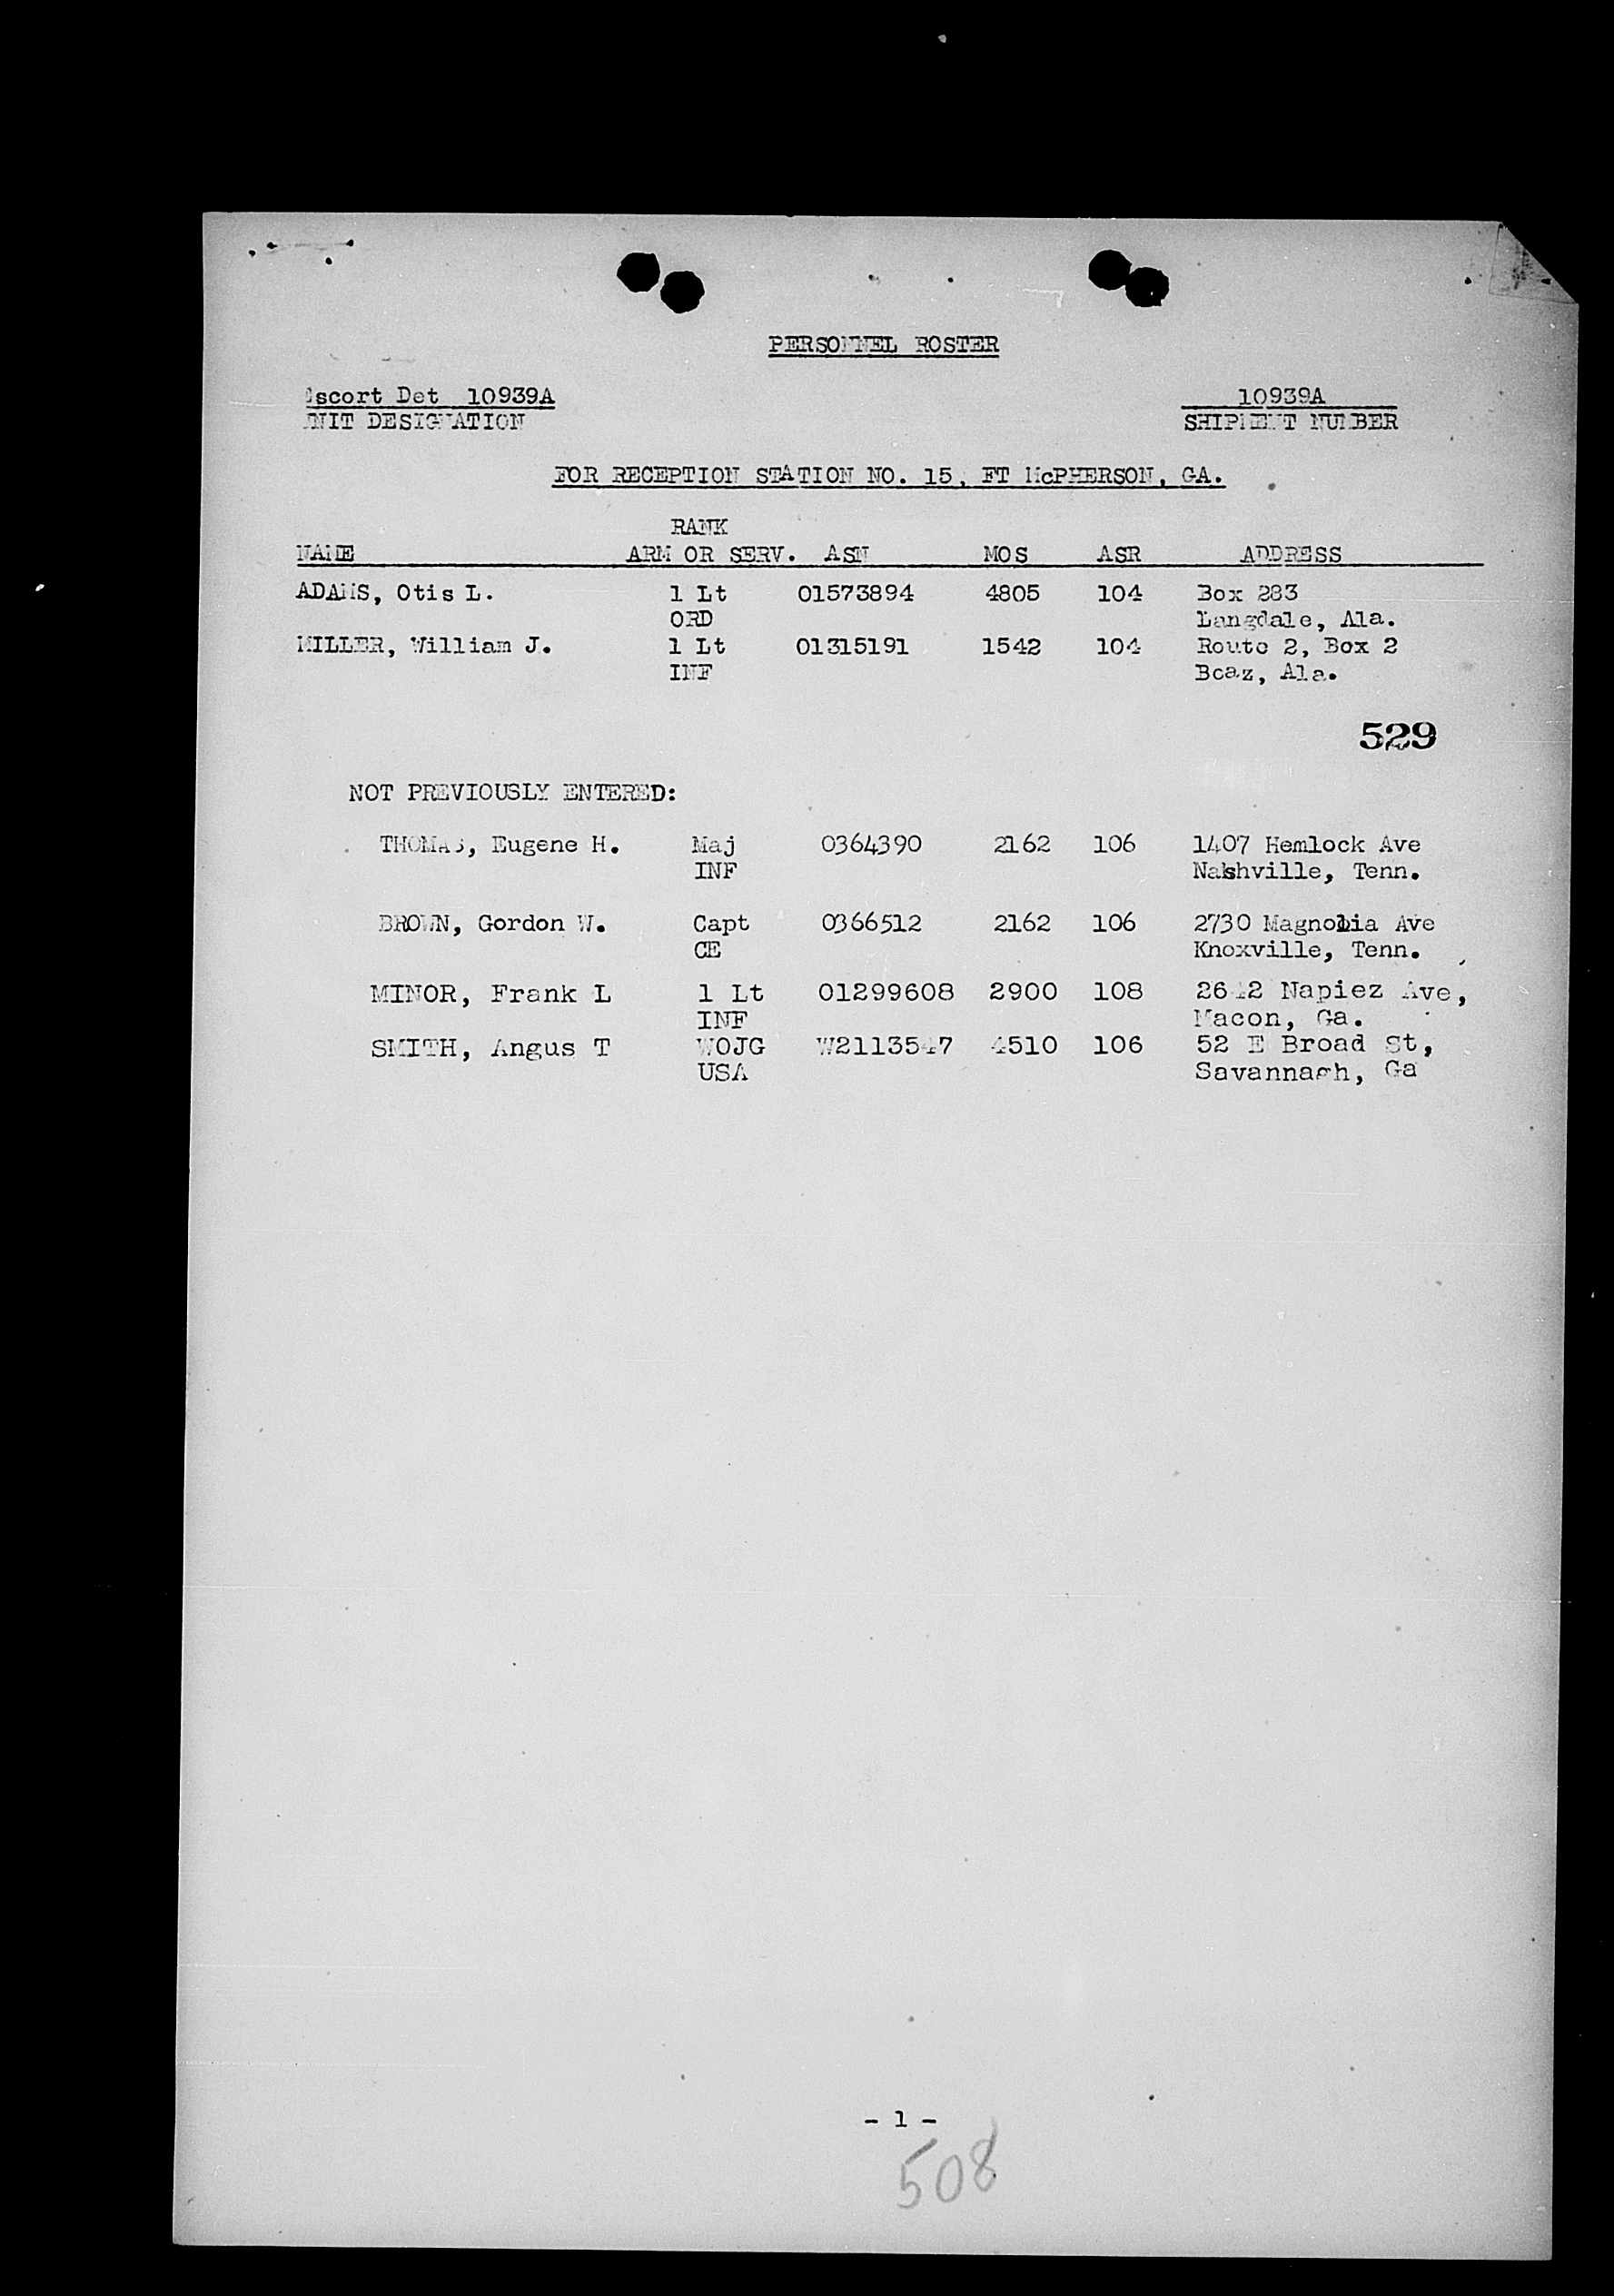 PERSONNEL ROSTER
Escort Det 10939A 10939A
UNIT DESIGNATION SHIPMENT NUMBER
FOR RECEPTION STATION NO. 15, FT McPHERSON, GA.
RANK
NAME ARM OR SERV. ASN MOS ASR ADDRESS
ADAMS, Otis L. 1 Lt 01573894 4805 104 Box 283
ORD Langdale, Ala.
MILLER, William J. 1 Lt 01315191 1542 104 Route 2, Box 2
INF Boaz, Ala.
529
NOT PREVIOUSLY ENTERED:
THOMAS, Eugene H. Maj 0364390 2162 106 1407 Hemlock Ave
INF Nashville, Tenn.
BROWN, Gordon W. Capt 0366512 2162 106 2730 Magnolia Ave
CE Knoxville, Tenn.
MINOR, Frank L 1 Lt 01299608 2900 108 Napiez Ave,
INF Macon, Ga.
SMITH, Angus T WOJG W2113547 4510 106 52 E Broad St,
USA Savannagh, Ga
- 1 -
508